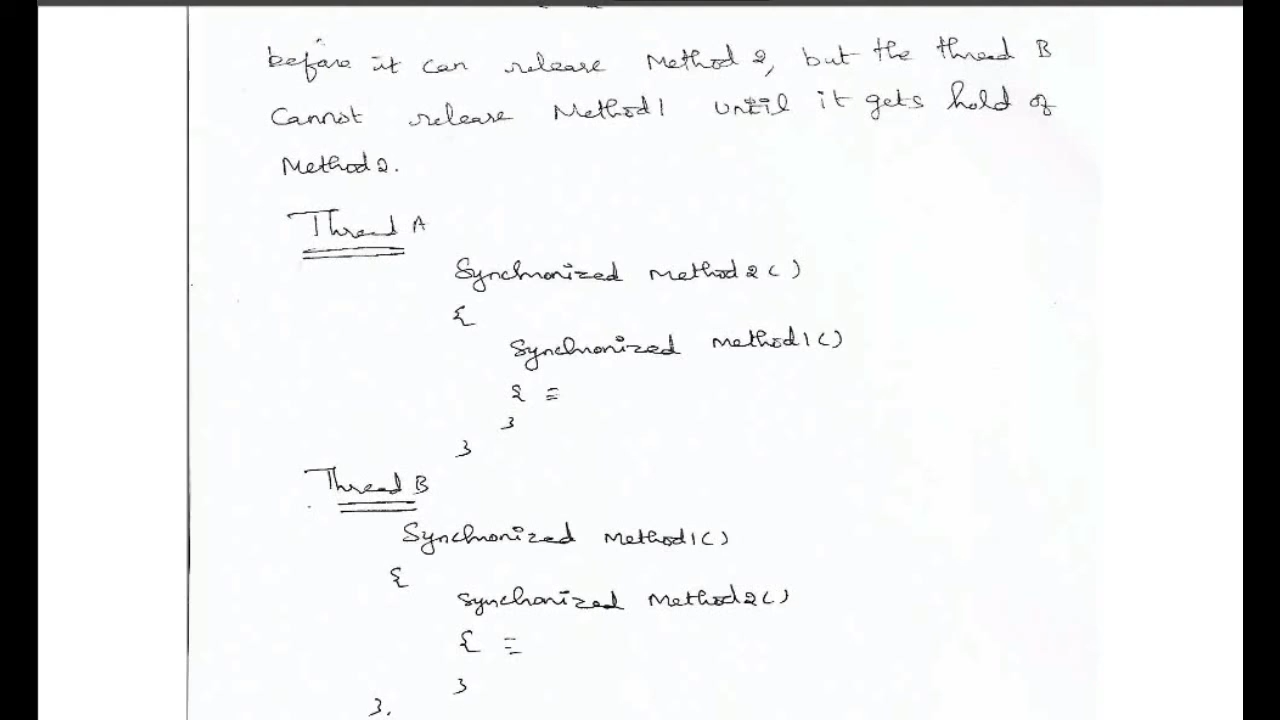 before it can release Method 2, but the thread B
Cannot release Method1 until it gets hold of
Method2.
Thread A
Synchronized Method2()
{
Synchronized Method1()
{ =
}
}
Thread B
Synchronized Method1()
{
Synchronized Method2()
{ =
}
}.